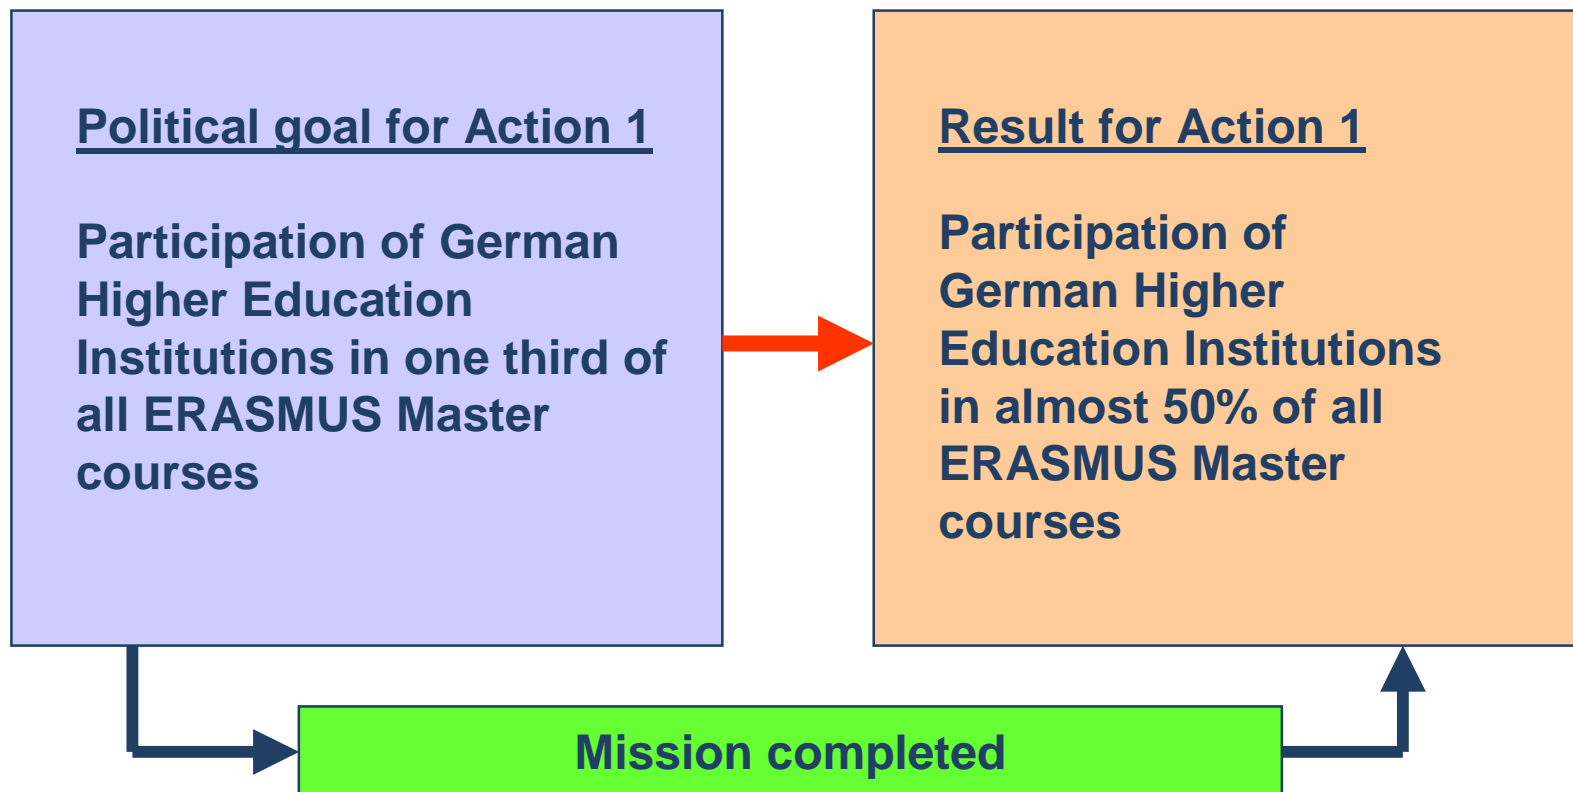 Political goal for Action 1
Participation of German
Higher Education
Institutions in one third of
all ERASMUS Master
courses
Result for Action 1
Participation of
German Higher
Education Institutions
in almost 50% of all
ERASMUS Master
courses
Mission completed